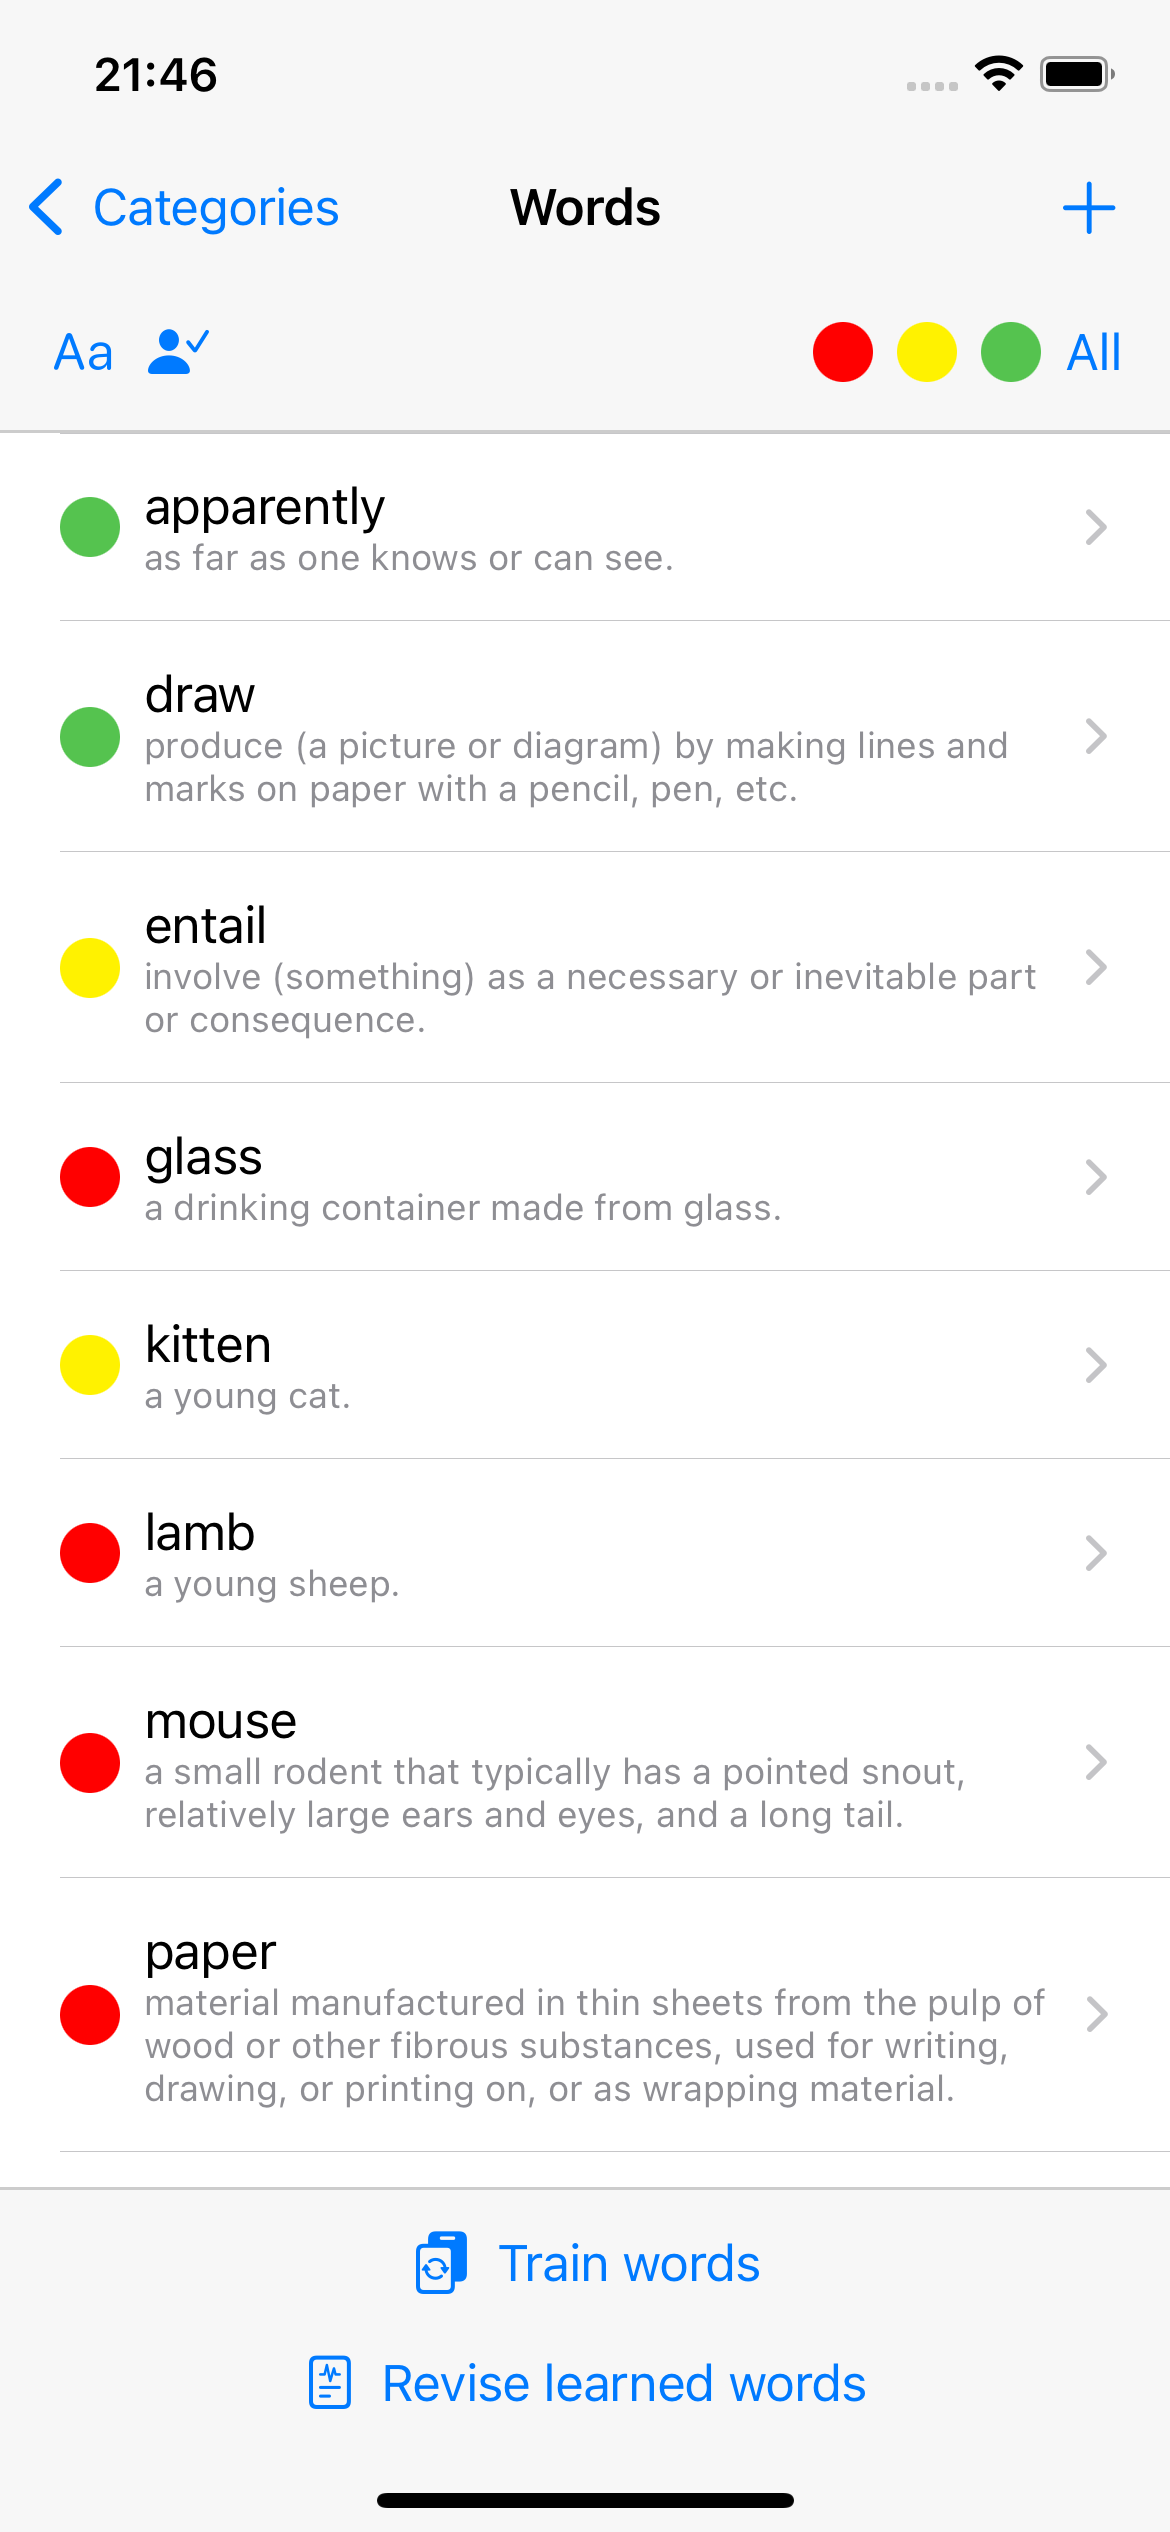 21:46
Categories
Words
Aa
All
apparently
as far as one knows or can see.
draw
produce (a picture or diagram) by making lines and
marks on paper with a pencil, pen, etc.
entail
involve (something) as a necessary or inevitable part
or consequence.
glass
a drinking container made from glass.
kitten
a young cat.
lamb
a young sheep.
mouse
a small rodent that typically has a pointed snout,
relatively large ears and eyes, and a long tail.
paper
material manufactured in thin sheets from the pulp of
wood or other fibrous substances, used for writing,
drawing, or printing on, or as wrapping material.
Train words
Revise learned words